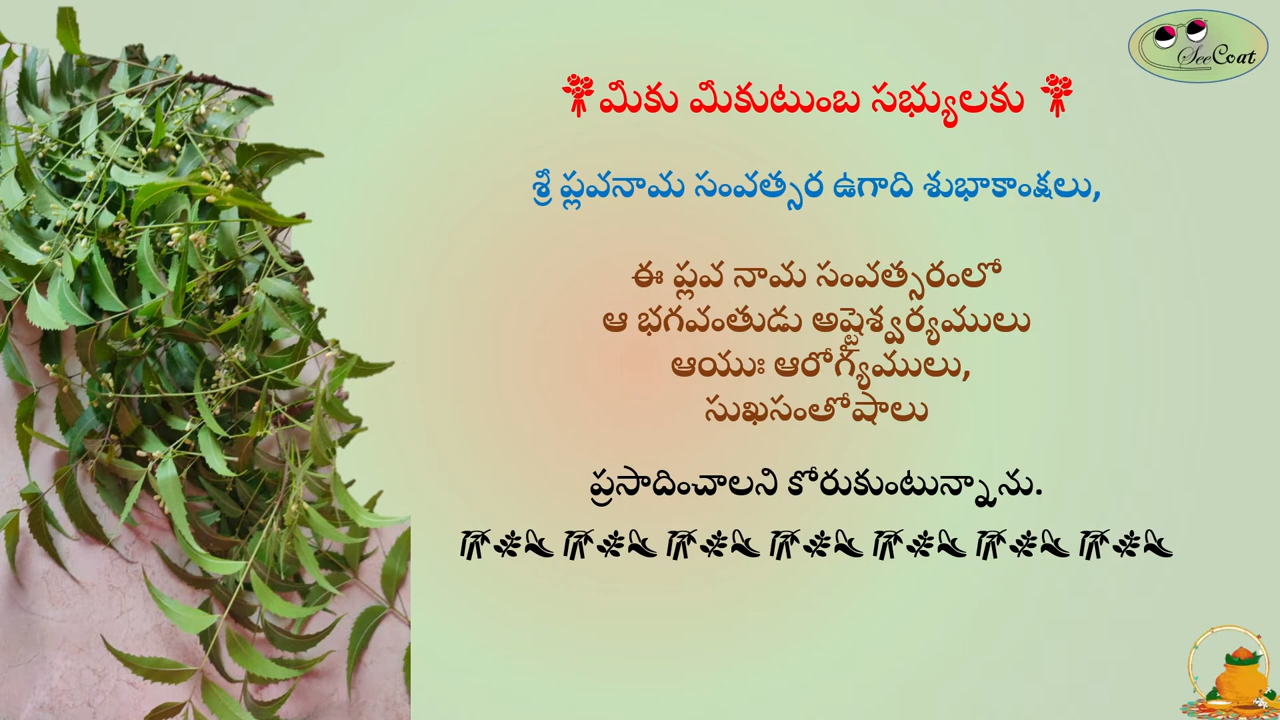 SeeCoat
మీకు మీకుటుంబ సభ్యులకు
శ్రీ ప్లవనామ సంవత్సర ఉగాది శుభాకాంక్షలు,
ఈ ప్లవ నామ సంవత్సరంలో
ఆ భగవంతుడు అష్టైశ్వర్యములు
ఆయుః ఆరోగ్యములు,
సుఖసంతోషాలు
ప్రసాదించాలని కోరుకుంటున్నాను.